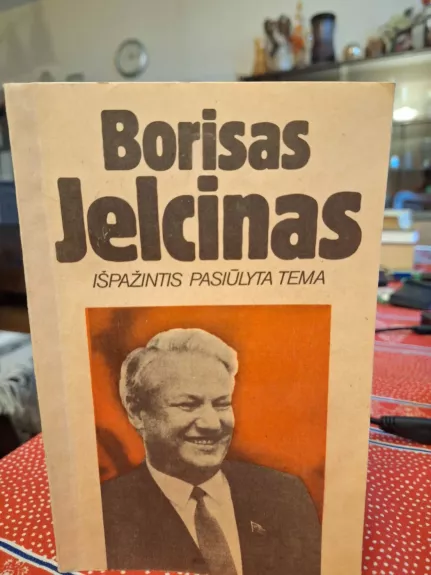 Borisas
Jelcinas
IŠPAŽINTIS PASIŪLYTA TEMA